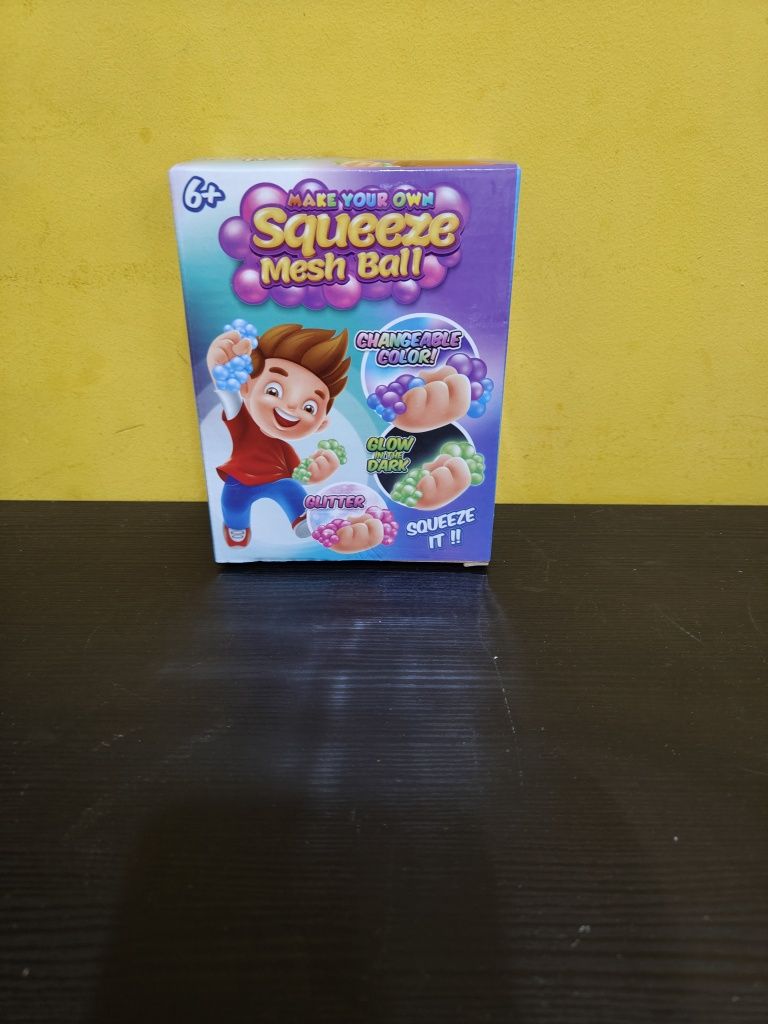 6+
MAKE YOUR OWN
Squeeze
Mesh Ball
CHANGEABLE
COLOR!
GLOW
IN THE
DARK
GLITTER
SQUEEZE
IT !!